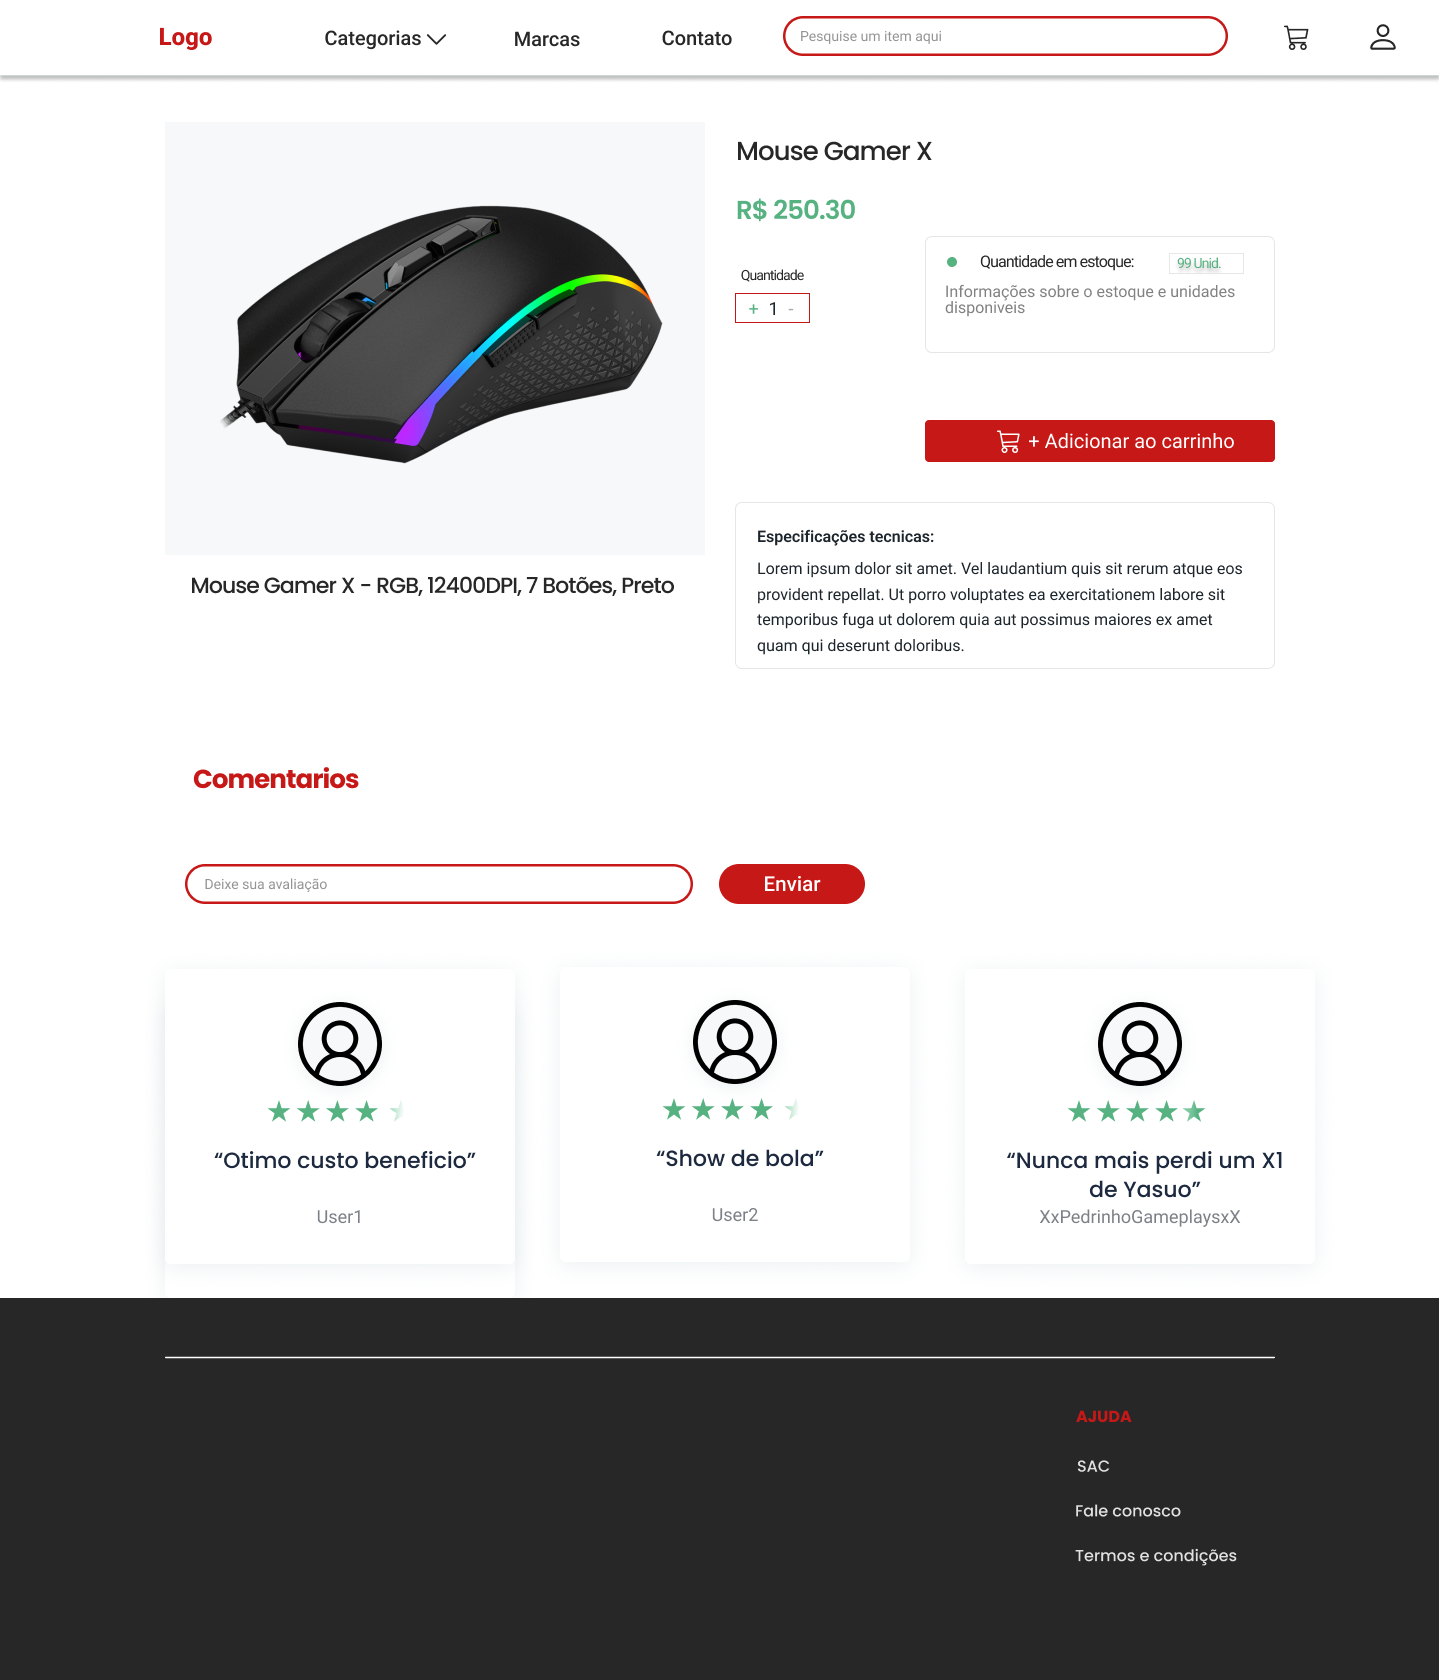 Logo
Categorias
Marcas
Contato
Pesquise um item aqui
Mouse Gamer X
R$ 250.30
Quantidade
+ 1 -
Quantidade em estoque:
99 Unid.
Informações sobre o estoque e unidades
disponiveis
+ Adicionar ao carrinho
Especificações tecnicas:
Lorem ipsum dolor sit amet. Vel laudantium quis sit rerum atque eos
provident repellat. Ut porro voluptates ea exercitationem labore sit
temporibus fuga ut dolorem quia aut possimus maiores ex amet
quam qui deserunt doloribus.
Mouse Gamer X - RGB, 12400DPI, 7 Botões, Preto
Comentarios
Deixe sua avaliação
Enviar
“Otimo custo beneficio”
User1
“Show de bola”
User2
“Nunca mais perdi um X1
de Yasuo”
XxPedrinhoGameplaysxX
AJUDA
SAC
Fale conosco
Termos e condições